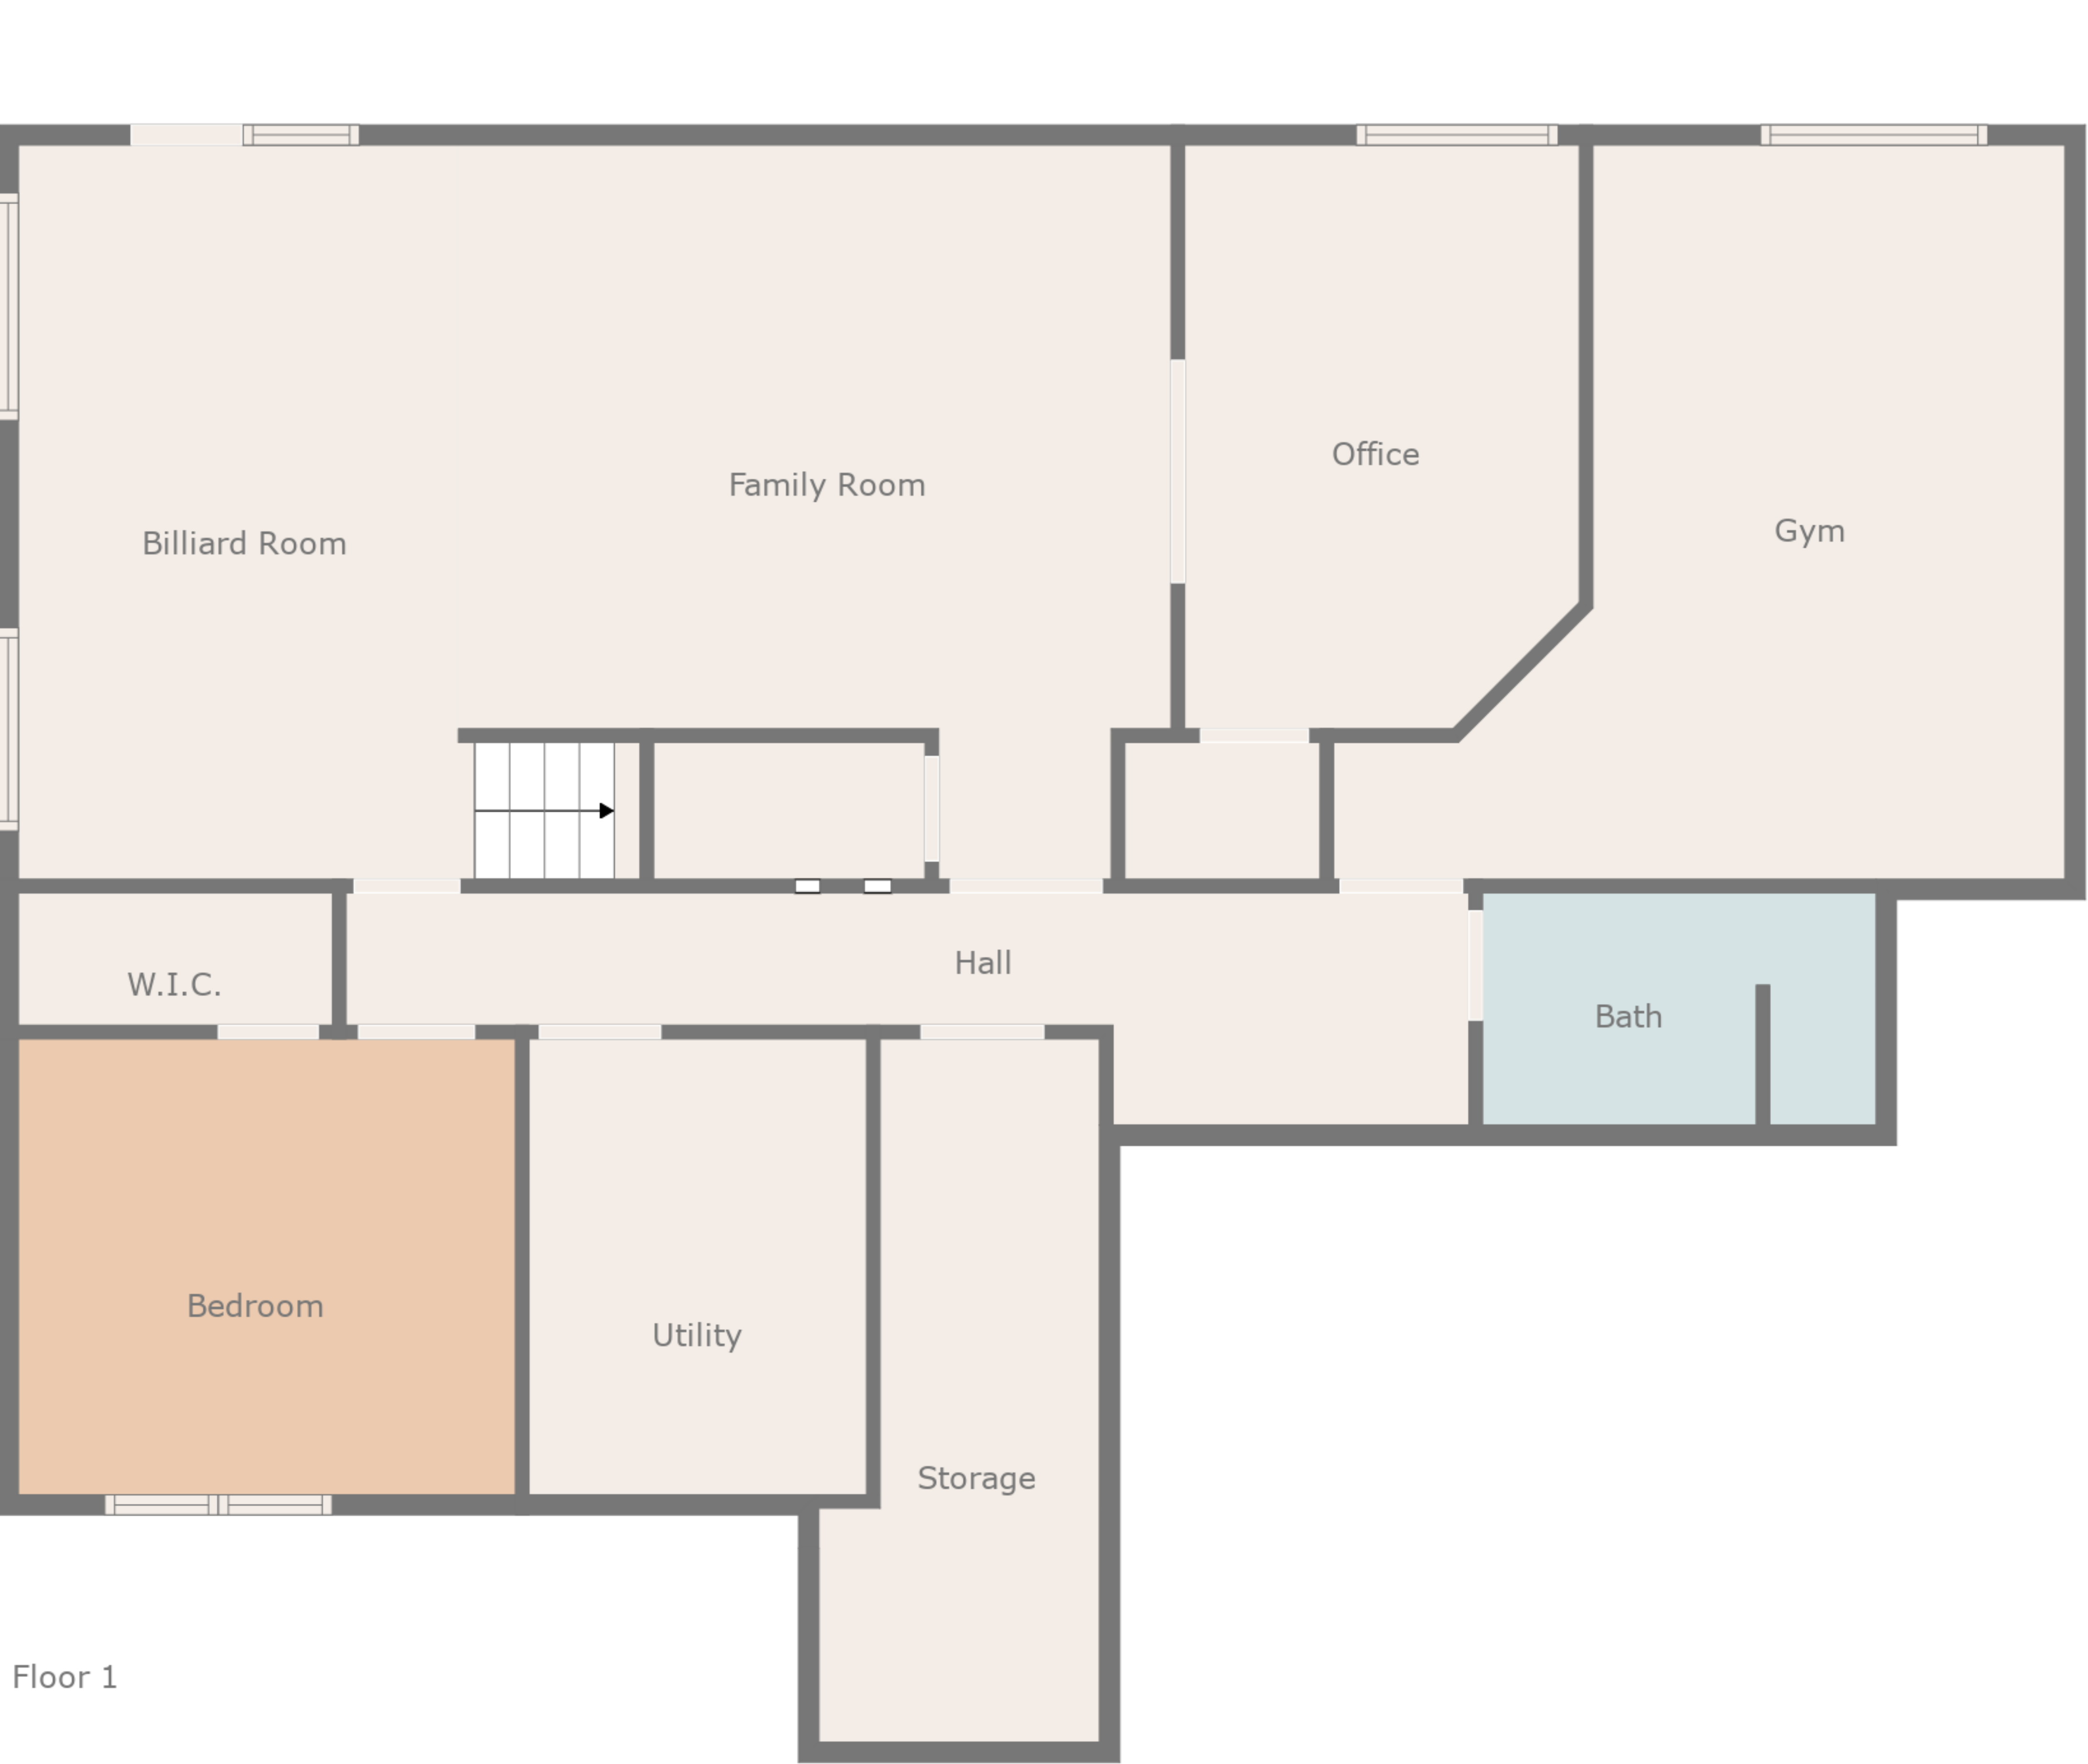 Office
Family Room
Gym
Billiard Room
Hall
W.I.C.
Bath
Bedroom
Utility
Storage
Floor 1